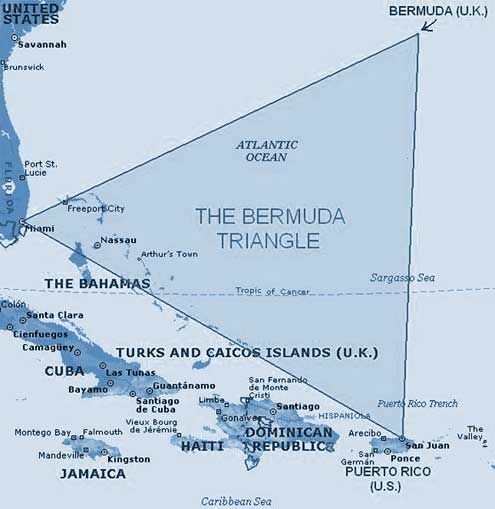 UNITED
STATES
Savannah
Brunswick
BERMUDA (U.K.)
ATLANTIC
OCEAN
FLORIDA
Port St.
Lucie
Freeport City
THE BERMUDA
TRIANGLE
Miami
Nassau
Arthur's Town
THE BAHAMAS
Sargasso Sea
Tropic of Cancer
Colón
Santa Clara
Cienfuegos
Camagüey
TURKS AND CAICOS ISLANDS (U.K.)
CUBA
Las Tunas
Bayamo
Guantánamo
Santiago
de Cuba
San Fernando
de Monte
Cristi
Limbe
Santiago
Gonaïves
HISPANIOLA
Puerto Rico Trench
Montego Bay
Falmouth
Vieux Bourg
de Jérémie
HAITI
DOMINICAN
REPUBLIC
Arecibo
San Juan
The
Valley
Mandeville
Kingston
San
Germán
Ponce
JAMAICA
PUERTO RICO
(U.S.)
Caribbean Sea